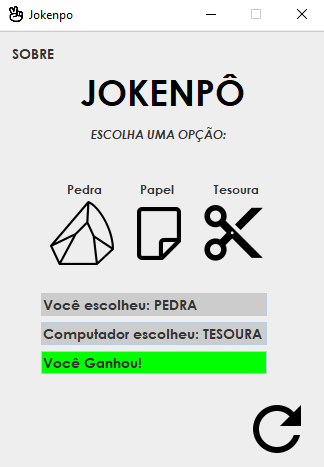 Jokenpo
SOBRE
JOKENPÔ
ESCOLHA UMA OPÇÃO:
Pedra Papel Tesoura
Você escolheu: PEDRA
Computador escolheu: TESOURA
Você Ganhou!